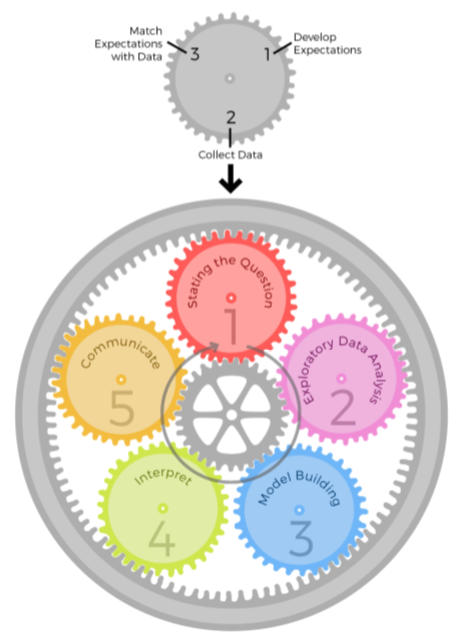 Match
Expectations
with Data
3
1
Develop
Expectations
2
Collect Data
Stating the Question
1
Exploratory Data Analysis
2
Model Building
3
Interpret
4
Communicate
5